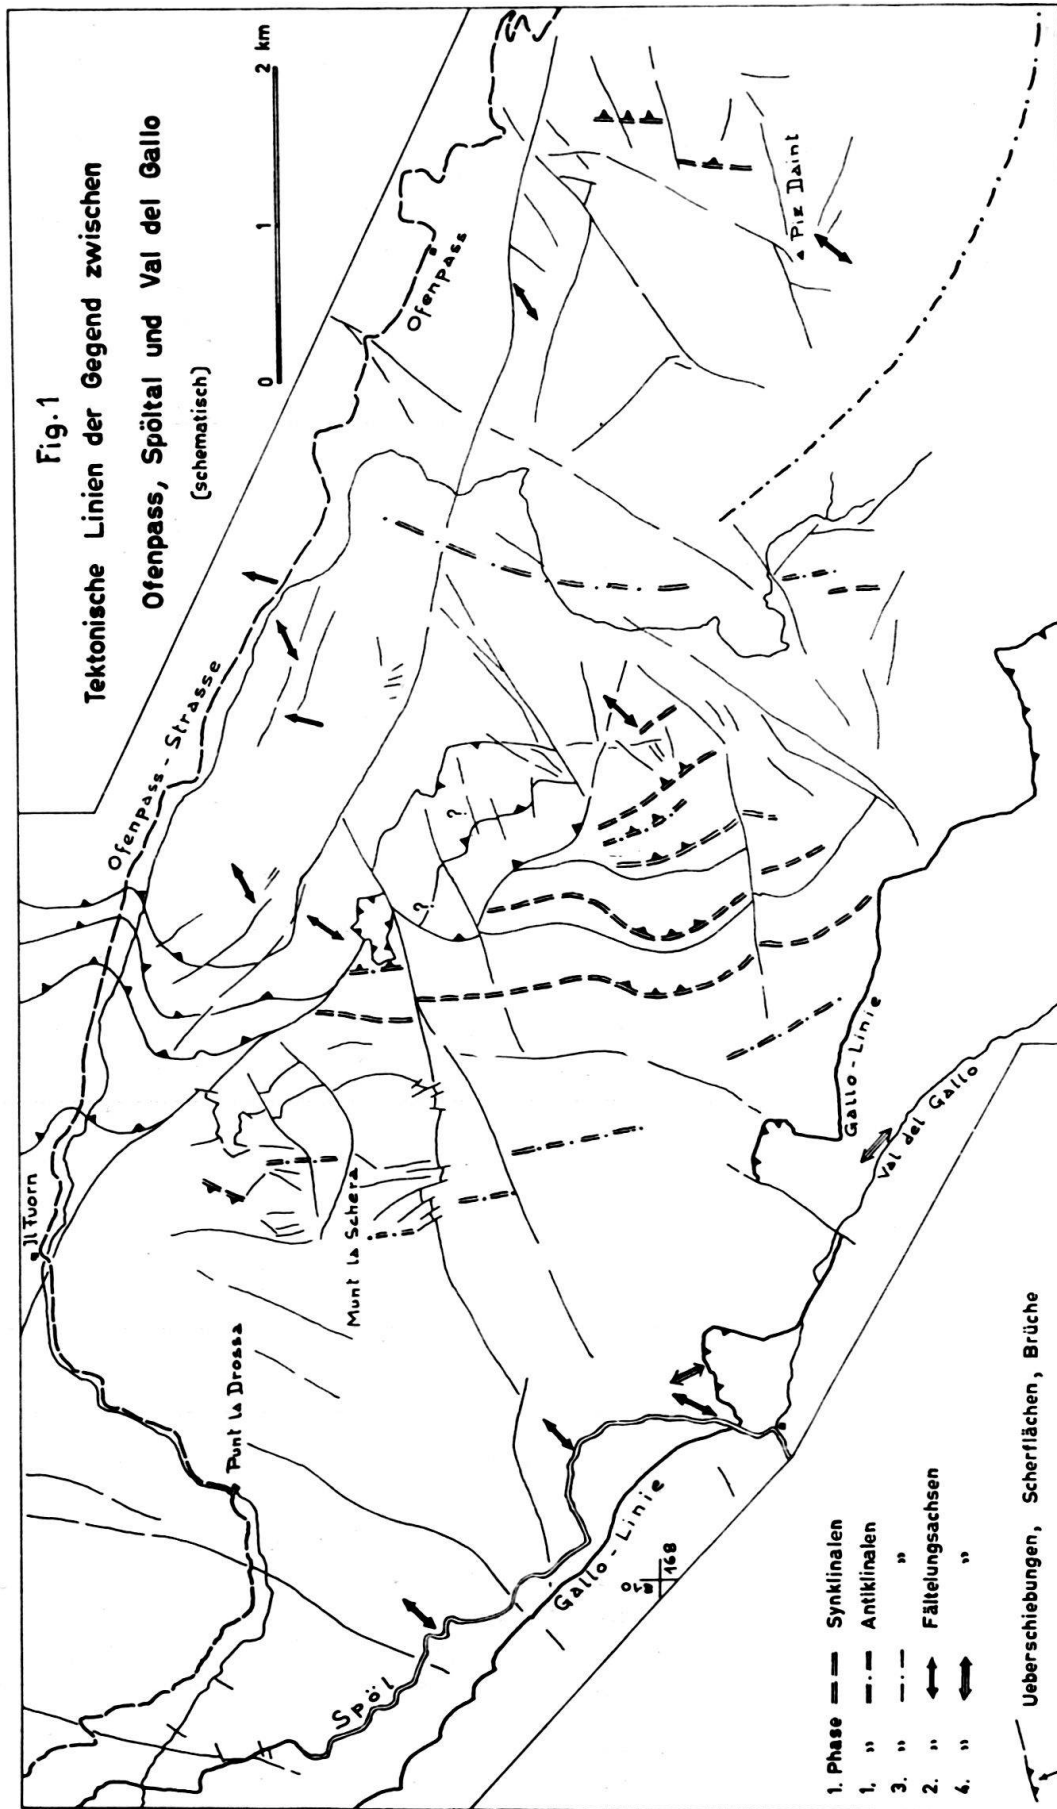 Fig.1
Tektonische Linien der Gegend zwischen
Ofenpass, Spöltal und Val del Gallo
(schematisch)
0 1 2 km
Ofenpass-Strasse
Ofenpass
Il Fuorn
Punt la Drossa
Munt la Schera
Piz Daint
?
?
Spöl
Gallo-Linie
Gallo-Linie
Val del Gallo
168
1. Phase Synklinalen
1. " Antiklinalen
3. " "
2. " Fältelungsachsen
4. " "
Ueberschiebungen, Scherflächen, Brüche